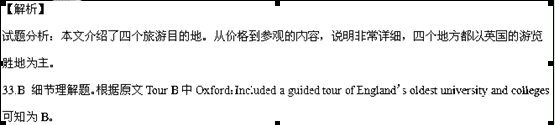 【解析】
试题分析：本文介绍了四个旅游目的地。从价格到参观的内容，说明非常详细，四个地方都以英国的游览
胜地为主。
33.B 细节理解题。根据原文 Tour B 中 Oxford: Included a guided tour of England's oldest university and colleges
可知为 B。